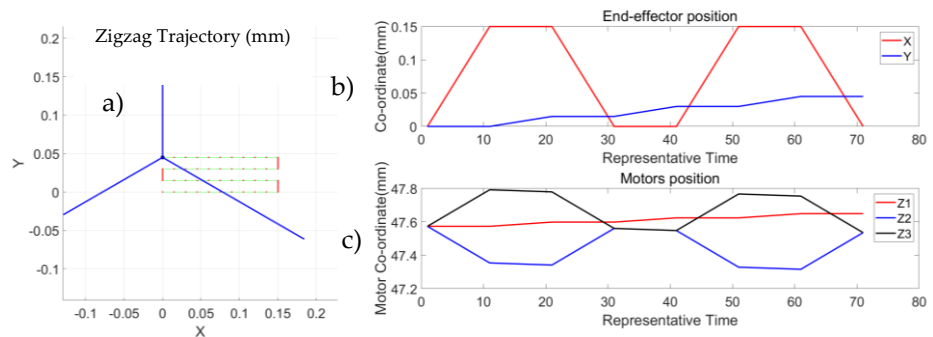 Zigzag Trajectory (mm)
a)
Y
0.2
0.15
0.1
0.05
0
-0.05
-0.1
-0.1
-0.05
0
0.05
0.1
0.15
0.2
X
b)
End-effector position
Co-ordinate(mm)
0.15
0.1
0.05
0
0
10
20
30
40
50
60
70
80
Representative Time
X
Y
c)
Motors position
Motor Co-ordinate(mm)
47.8
47.6
47.4
47.2
0
10
20
30
40
50
60
70
80
Representative Time
Z1
Z2
Z3